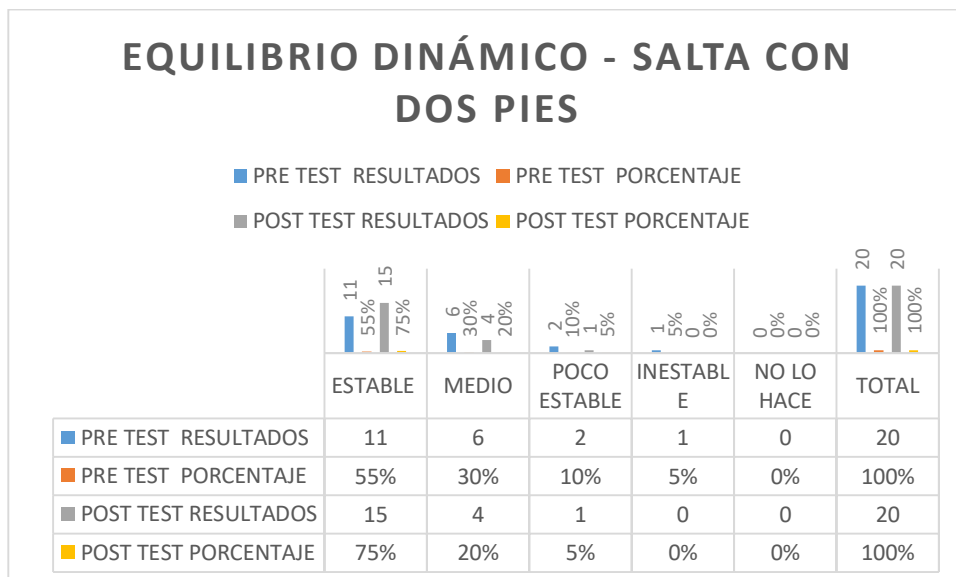 EQUILIBRIO DINÁMICO - SALTA CON
DOS PIES
PRE TEST RESULTADOS PRE TEST PORCENTAJE
POST TEST RESULTADOS POST TEST PORCENTAJE
11 55% 15 75% 6 30% 4 20% 2 10% 1 5% 1 5% 0 0% 0 0% 0 0% 20 100% 20 100%
ESTABLE MEDIO POCO ESTABLE INESTABL E NO LO HACE TOTAL
PRE TEST RESULTADOS 11 6 2 1 0 20
PRE TEST PORCENTAJE 55% 30% 10% 5% 0% 100%
POST TEST RESULTADOS 15 4 1 0 0 20
POST TEST PORCENTAJE 75% 20% 5% 0% 0% 100%